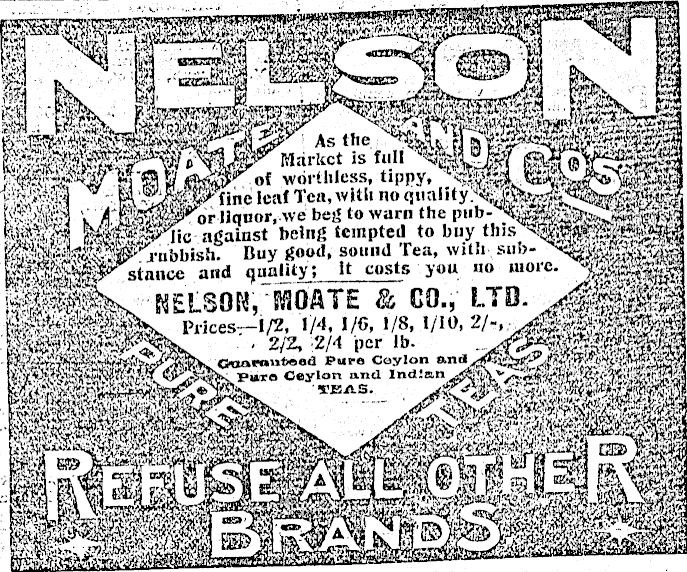 NELSON
MOATE AND CO'S
As the
Market is full
of worthless, tippy,
fine leaf Tea, with no quality
or liquor, we beg to warn the pub-
lic against being tempted to buy this
rubbish. Buy good, sound Tea, with sub-
stance and quality; it costs you no more.
NELSON, MOATE & CO., LTD.
Prices—1/2, 1/4, 1/6, 1/8, 1/10, 2/-,
2/2, 2/4 per lb.
Guaranteed Pure Ceylon and
Pure Ceylon and Indian
TEAS.
PURE TEAS
REFUSE ALL OTHER
BRANDS